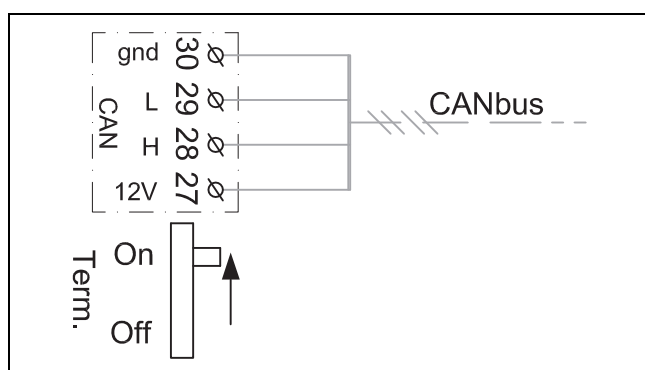 gnd 30
L 29
CANbus
CAN
H 28
12V 27
On
Term.
Off